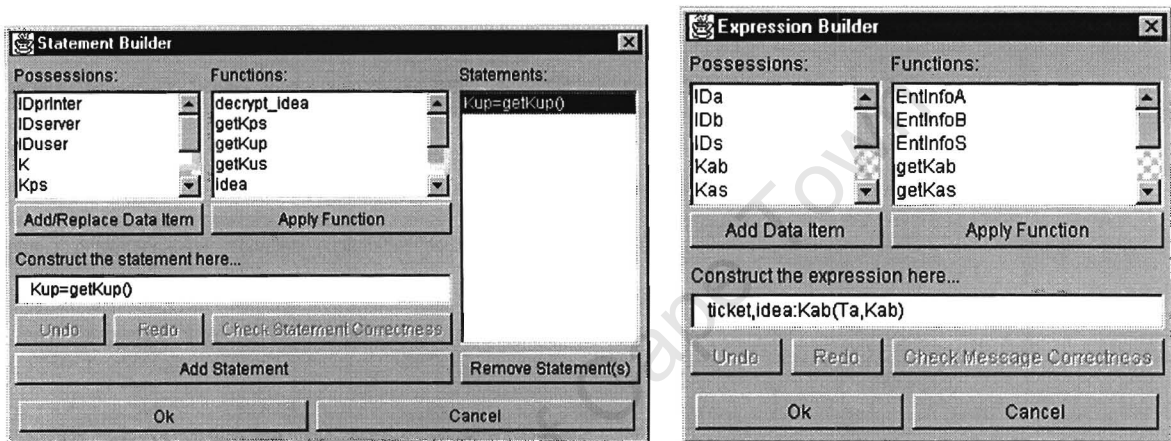 Statement Builder
Possessions:
Functions:
Statements:
IDprinter
IDserver
IDuser
K
Kps
decrypt_idea
getKps
getKup
getKus
idea
Kup=getKup()
Add/Replace Data Item
Apply Function
Construct the statement here...
Kup=getKup()
Undo
Redo
Check Statement Correctness
Add Statement
Remove Statement(s)
Ok
Cancel
Expression Builder
Possessions:
Functions:
IDa
IDb
IDs
Kab
Kas
EntInfoA
EntInfoB
EntInfoS
getKab
getKas
Add Data Item
Apply Function
Construct the expression here...
ticket,idea:Kab(Ta,Kab)
Undo
Redo
Check Message Correctness
Ok
Cancel